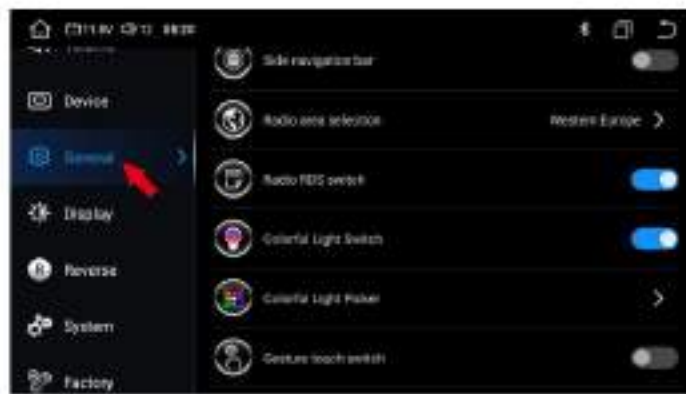 Side navigation bar
Device
Radio area selection
Western Europe
General
Radio RDS switch
Display
Colorful Light Switch
Reverse
Colorful Light Picker
System
Gesture touch switch
Factory